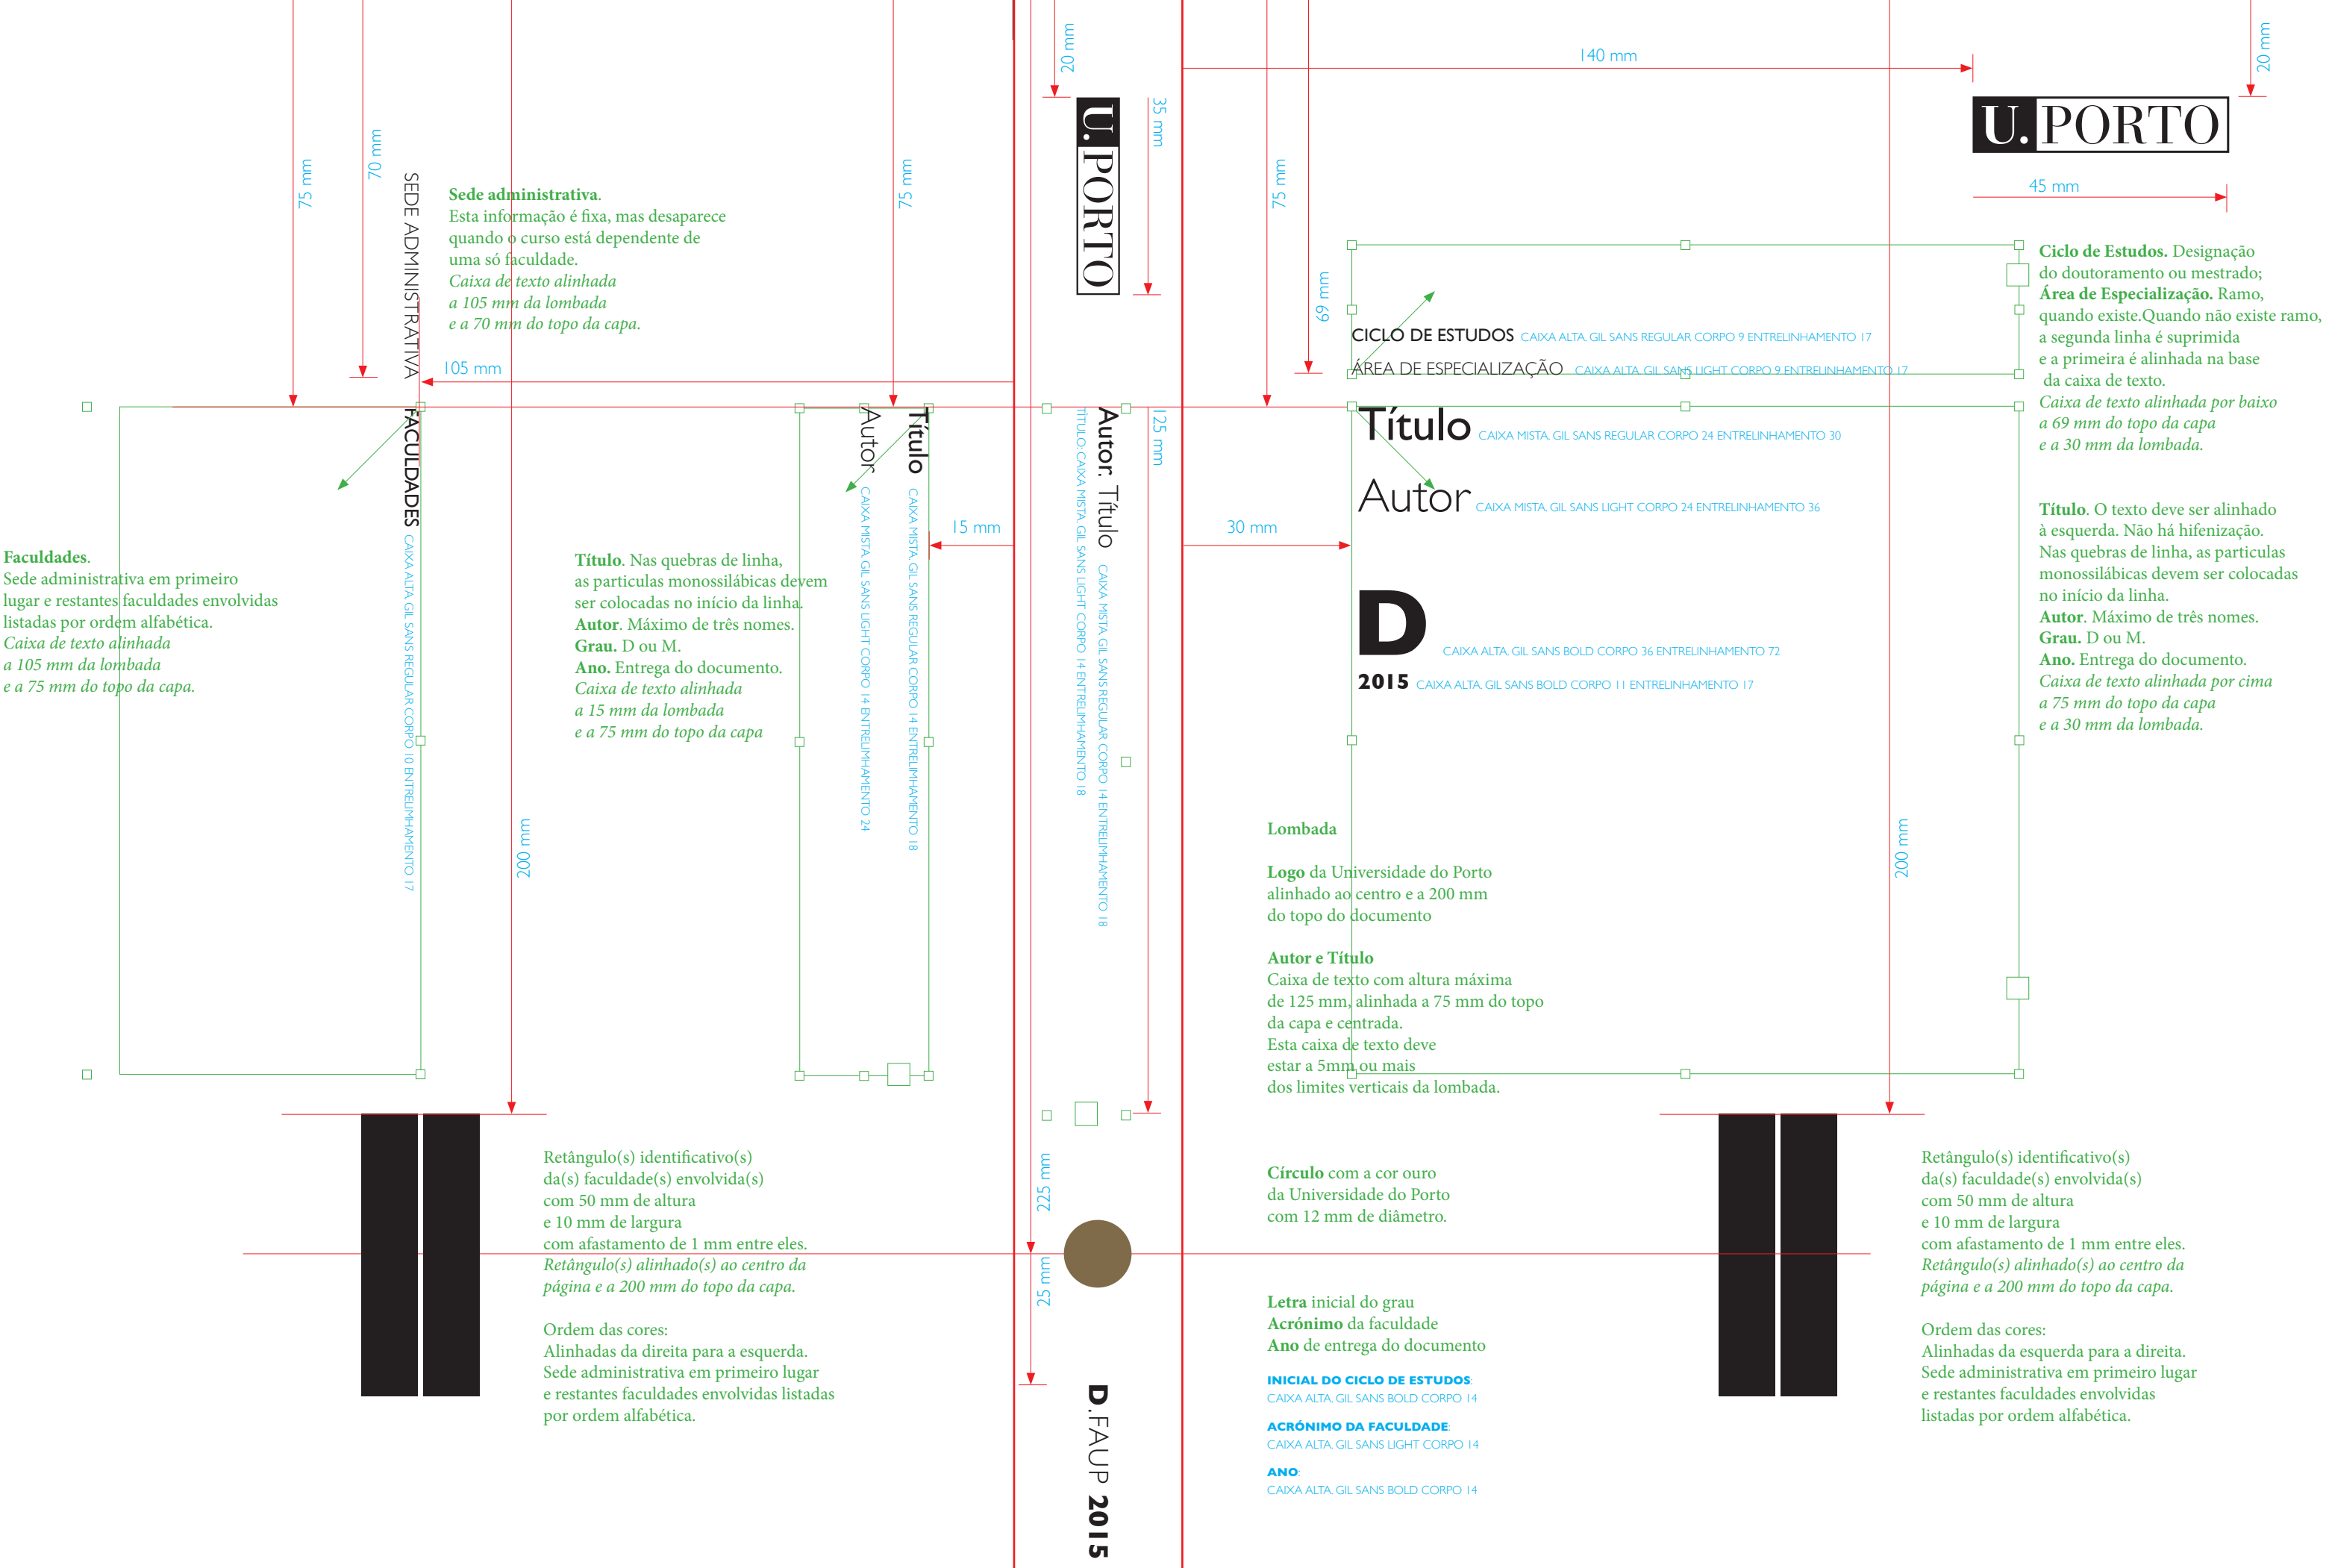 75 mm
70 mm
SEDE ADMINISTRATIVA
Sede administrativa.
Esta informação é fixa, mas desaparece
quando o curso está dependente de
uma só faculdade.
Caixa de texto alinhada
a 105 mm da lombada
e a 70 mm do topo da capa.
105 mm
75 mm
FACULDADES CAIXA ALTA. GIL SANS REGULAR CORPO 10 ENTRELIMHAMENTO 17
Faculdades.
Sede administrativa em primeiro
lugar e restantes faculdades envolvidas
listadas por ordem alfabética.
Caixa de texto alinhada
a 105 mm da lombada
e a 75 mm do topo da capa.
Título CAIXA MISTA. GIL SANS REGULAR CORPO 14 ENTRELIMHAMENTO 18
Autor CAIXA MISTA. GIL SANS LIGHT CORPO 14 ENTRELIMHAMENTO 24
15 mm
Título. Nas quebras de linha,
as particulas monossilábicas devem
ser colocadas no início da linha.
Autor. Máximo de três nomes.
Grau. D ou M.
Ano. Entrega do documento.
Caixa de texto alinhada
a 15 mm da lombada
e a 75 mm do topo da capa
200 mm
Retângulo(s) identificativo(s)
da(s) faculdade(s) envolvida(s)
com 50 mm de altura
e 10 mm de largura
com afastamento de 1 mm entre eles.
Retângulo(s) alinhado(s) ao centro da
página e a 200 mm do topo da capa.
Ordem das cores:
Alinhadas da direita para a esquerda.
Sede administrativa em primeiro lugar
e restantes faculdades envolvidas listadas
por ordem alfabética.
20 mm
U.PORTO
35 mm
Autor. Título CAIXA MISTA. GIL SANS REGULAR CORPO 14 ENTRELIMHAMENTO 18
TÍTULO: CAIXA MISTA. GIL SANS LIGHT CORPO 14 ENTRELIMHAMENTO 18
125 mm
225 mm
25 mm
D.FAUP 2015
140 mm
20 mm
U.PORTO
45 mm
75 mm
69 mm
CICLO DE ESTUDOS CAIXA ALTA. GIL SANS REGULAR CORPO 9 ENTRELINHAMENTO 17
ÁREA DE ESPECIALIZAÇÃO CAIXA ALTA. GIL SANS LIGHT CORPO 9 ENTRELINHAMENTO 17
Título CAIXA MISTA. GIL SANS REGULAR CORPO 24 ENTRELINHAMENTO 30
Autor CAIXA MISTA. GIL SANS LIGHT CORPO 24 ENTRELINHAMENTO 36
30 mm
D CAIXA ALTA. GIL SANS BOLD CORPO 36 ENTRELINHAMENTO 72
2015 CAIXA ALTA. GIL SANS BOLD CORPO 11 ENTRELINHAMENTO 17
Ciclo de Estudos. Designação
do doutoramento ou mestrado;
Área de Especialização. Ramo,
quando existe.Quando não existe ramo,
a segunda linha é suprimida
e a primeira é alinhada na base
da caixa de texto.
Caixa de texto alinhada por baixo
a 69 mm do topo da capa
e a 30 mm da lombada.
Título. O texto deve ser alinhado
à esquerda. Não há hifenização.
Nas quebras de linha, as particulas
monossilábicas devem ser colocadas
no início da linha.
Autor. Máximo de três nomes.
Grau. D ou M.
Ano. Entrega do documento.
Caixa de texto alinhada por cima
a 75 mm do topo da capa
e a 30 mm da lombada.
200 mm
Lombada
Logo da Universidade do Porto
alinhado ao centro e a 200 mm
do topo do documento
Autor e Título
Caixa de texto com altura máxima
de 125 mm, alinhada a 75 mm do topo
da capa e centrada.
Esta caixa de texto deve
estar a 5mm ou mais
dos limites verticais da lombada.
Círculo com a cor ouro
da Universidade do Porto
com 12 mm de diâmetro.
Letra inicial do grau
Acrónimo da faculdade
Ano de entrega do documento
INICIAL DO CICLO DE ESTUDOS:
CAIXA ALTA. GIL SANS BOLD CORPO 14
ACRÓNIMO DA FACULDADE:
CAIXA ALTA. GIL SANS LIGHT CORPO 14
ANO:
CAIXA ALTA. GIL SANS BOLD CORPO 14
Retângulo(s) identificativo(s)
da(s) faculdade(s) envolvida(s)
com 50 mm de altura
e 10 mm de largura
com afastamento de 1 mm entre eles.
Retângulo(s) alinhado(s) ao centro da
página e a 200 mm do topo da capa.
Ordem das cores:
Alinhadas da esquerda para a direita.
Sede administrativa em primeiro lugar
e restantes faculdades envolvidas
listadas por ordem alfabética.